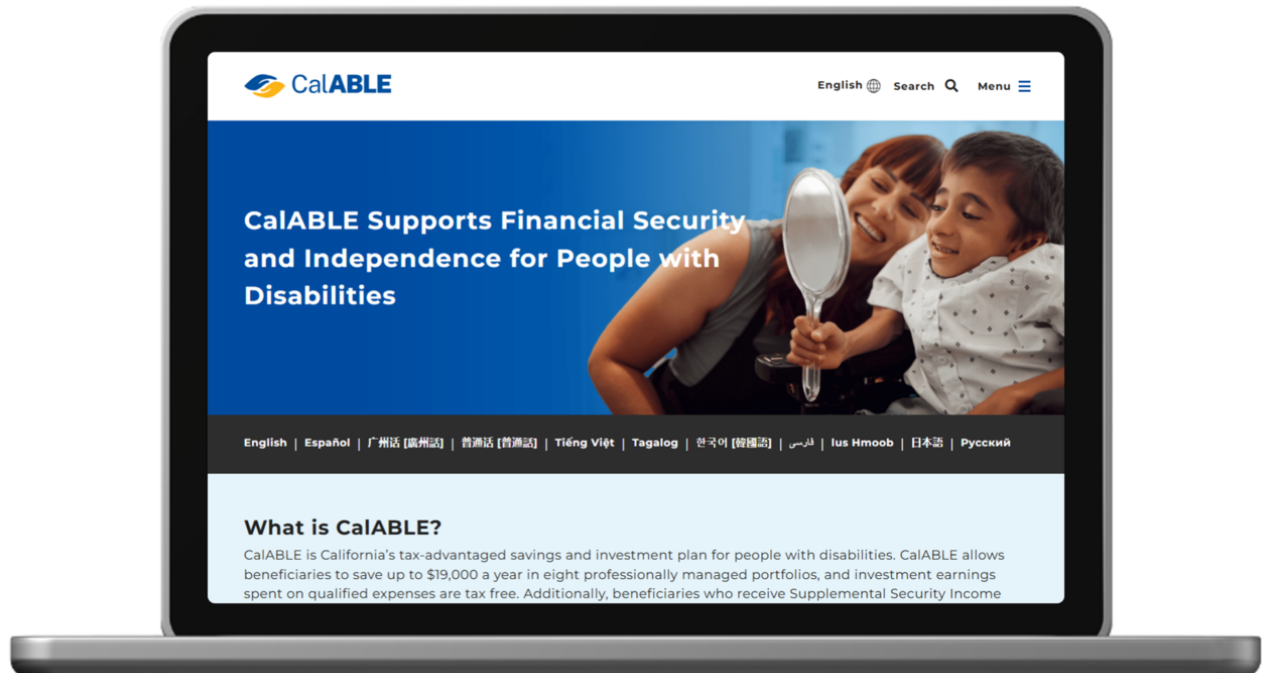 CalABLE
English Search Menu
CalABLE Supports Financial Security
and Independence for People with
Disabilities
English | Español | 广州话 [廣州話] | 普通话 [普通話] | Tiếng Việt | Tagalog | 한국어 [韓國語] | فارسی | lus Hmoob | 日本語 | Русский
What is CalABLE?
CalABLE is California’s tax-advantaged savings and investment plan for people with disabilities. CalABLE allows
beneficiaries to save up to $19,000 a year in eight professionally managed portfolios, and investment earnings
spent on qualified expenses are tax free. Additionally, beneficiaries who receive Supplemental Security Income